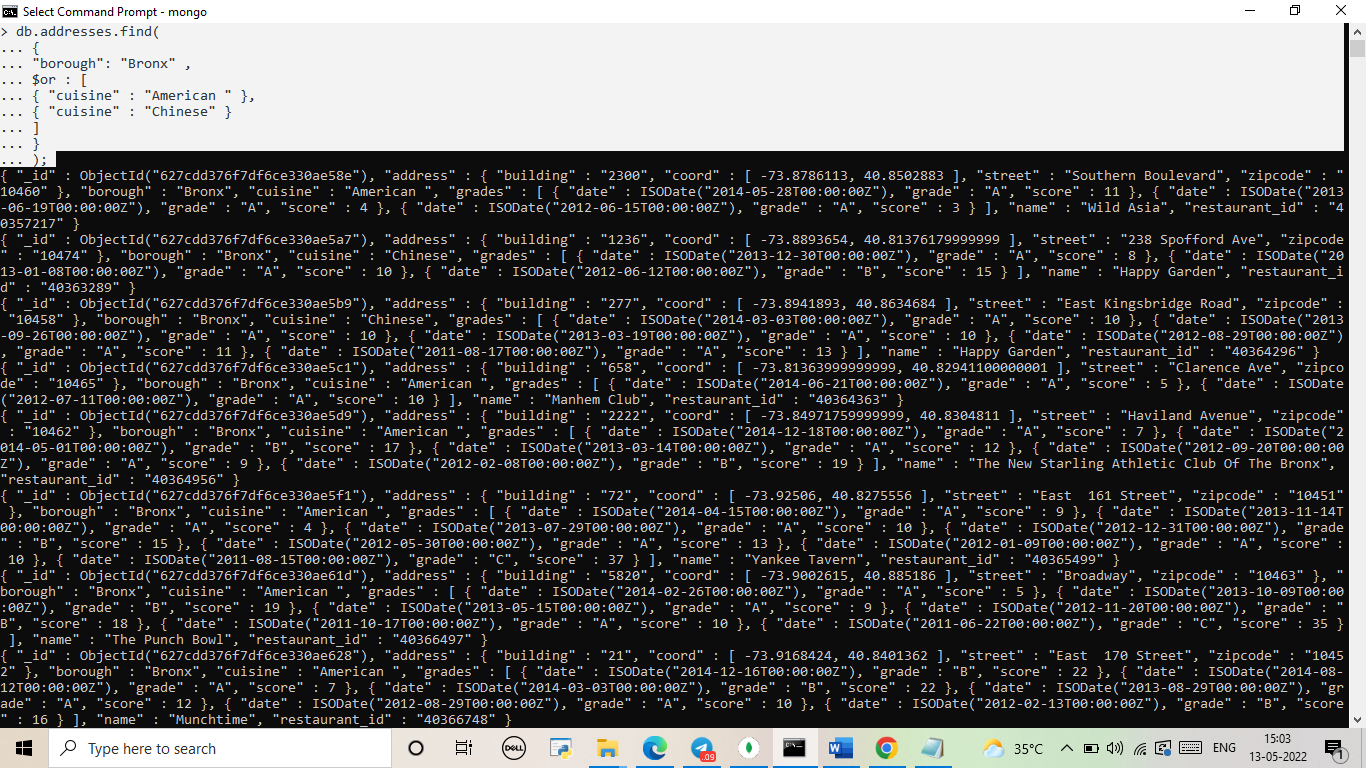 Select Command Prompt - mongo
> db.addresses.find(
... {
... "borough": "Bronx" ,
... $or : [
... { "cuisine" : "American " },
... { "cuisine" : "Chinese" }
... ]
... }
... );
{ "_id" : ObjectId("627cdd376f7df6ce330ae58e"), "address" : { "building" : "2300", "coord" : [ -73.8786113, 40.8502883 ], "street" : "Southern Boulevard", "zipcode" : "
10460" }, "borough" : "Bronx", "cuisine" : "American ", "grades" : [ { "date" : ISODate("2014-05-28T00:00:00Z"), "grade" : "A", "score" : 11 }, { "date" : ISODate("2013
-06-19T00:00:00Z"), "grade" : "A", "score" : 4 }, { "date" : ISODate("2012-06-15T00:00:00Z"), "grade" : "A", "score" : 3 } ], "name" : "Wild Asia", "restaurant_id" : "4
0357217" }
{ "_id" : ObjectId("627cdd376f7df6ce330ae5a7"), "address" : { "building" : "1236", "coord" : [ -73.8893654, 40.81376179999999 ], "street" : "238 Spofford Ave", "zipcode
" : "10474" }, "borough" : "Bronx", "cuisine" : "Chinese", "grades" : [ { "date" : ISODate("2013-12-30T00:00:00Z"), "grade" : "A", "score" : 8 }, { "date" : ISODate("20
13-01-08T00:00:00Z"), "grade" : "A", "score" : 10 }, { "date" : ISODate("2012-06-12T00:00:00Z"), "grade" : "B", "score" : 15 } ], "name" : "Happy Garden", "restaurant_i
d" : "40363289" }
{ "_id" : ObjectId("627cdd376f7df6ce330ae5b9"), "address" : { "building" : "277", "coord" : [ -73.8941893, 40.8634684 ], "street" : "East Kingsbridge Road", "zipcode" :
 "10458" }, "borough" : "Bronx", "cuisine" : "Chinese", "grades" : [ { "date" : ISODate("2014-03-03T00:00:00Z"), "grade" : "A", "score" : 10 }, { "date" : ISODate("2013
-09-26T00:00:00Z"), "grade" : "A", "score" : 10 }, { "date" : ISODate("2013-03-19T00:00:00Z"), "grade" : "A", "score" : 10 }, { "date" : ISODate("2012-08-29T00:00:00Z")
, "grade" : "A", "score" : 11 }, { "date" : ISODate("2011-08-17T00:00:00Z"), "grade" : "A", "score" : 13 } ], "name" : "Happy Garden", "restaurant_id" : "40364296" }
{ "_id" : ObjectId("627cdd376f7df6ce330ae5c1"), "address" : { "building" : "658", "coord" : [ -73.81363999999999, 40.82941100000001 ], "street" : "Clarence Ave", "zipco
de" : "10465" }, "borough" : "Bronx", "cuisine" : "American ", "grades" : [ { "date" : ISODate("2014-06-21T00:00:00Z"), "grade" : "A", "score" : 5 }, { "date" : ISODate
("2012-07-11T00:00:00Z"), "grade" : "A", "score" : 10 } ], "name" : "Manhem Club", "restaurant_id" : "40364363" }
{ "_id" : ObjectId("627cdd376f7df6ce330ae5d9"), "address" : { "building" : "2222", "coord" : [ -73.84971759999999, 40.8304811 ], "street" : "Haviland Avenue", "zipcode"
 : "10462" }, "borough" : "Bronx", "cuisine" : "American ", "grades" : [ { "date" : ISODate("2014-12-18T00:00:00Z"), "grade" : "A", "score" : 7 }, { "date" : ISODate("2
014-05-01T00:00:00Z"), "grade" : "B", "score" : 17 }, { "date" : ISODate("2013-03-14T00:00:00Z"), "grade" : "A", "score" : 12 }, { "date" : ISODate("2012-09-20T00:00:00
Z"), "grade" : "A", "score" : 9 }, { "date" : ISODate("2012-02-08T00:00:00Z"), "grade" : "B", "score" : 19 } ], "name" : "The New Starling Athletic Club Of The Bronx",
"restaurant_id" : "40364956" }
{ "_id" : ObjectId("627cdd376f7df6ce330ae5f1"), "address" : { "building" : "72", "coord" : [ -73.92506, 40.8275556 ], "street" : "East  161 Street", "zipcode" : "10451"
 }, "borough" : "Bronx", "cuisine" : "American ", "grades" : [ { "date" : ISODate("2014-04-15T00:00:00Z"), "grade" : "A", "score" : 9 }, { "date" : ISODate("2013-11-14T
00:00:00Z"), "grade" : "A", "score" : 4 }, { "date" : ISODate("2013-07-29T00:00:00Z"), "grade" : "A", "score" : 10 }, { "date" : ISODate("2012-12-31T00:00:00Z"), "grade
" : "B", "score" : 15 }, { "date" : ISODate("2012-05-30T00:00:00Z"), "grade" : "A", "score" : 13 }, { "date" : ISODate("2012-01-09T00:00:00Z"), "grade" : "A", "score" :
 10 }, { "date" : ISODate("2011-08-15T00:00:00Z"), "grade" : "C", "score" : 37 } ], "name" : "Yankee Tavern", "restaurant_id" : "40365499" }
{ "_id" : ObjectId("627cdd376f7df6ce330ae61d"), "address" : { "building" : "5820", "coord" : [ -73.9002615, 40.885186 ], "street" : "Broadway", "zipcode" : "10463" }, "
borough" : "Bronx", "cuisine" : "American ", "grades" : [ { "date" : ISODate("2014-02-26T00:00:00Z"), "grade" : "A", "score" : 5 }, { "date" : ISODate("2013-10-09T00:00
:00Z"), "grade" : "B", "score" : 19 }, { "date" : ISODate("2013-05-15T00:00:00Z"), "grade" : "A", "score" : 9 }, { "date" : ISODate("2012-11-20T00:00:00Z"), "grade" : "
B", "score" : 18 }, { "date" : ISODate("2011-10-17T00:00:00Z"), "grade" : "A", "score" : 10 }, { "date" : ISODate("2011-06-22T00:00:00Z"), "grade" : "C", "score" : 35 }
 ], "name" : "The Punch Bowl", "restaurant_id" : "40366497" }
{ "_id" : ObjectId("627cdd376f7df6ce330ae628"), "address" : { "building" : "21", "coord" : [ -73.9168424, 40.8401362 ], "street" : "East  170 Street", "zipcode" : "1045
2" }, "borough" : "Bronx", "cuisine" : "American ", "grades" : [ { "date" : ISODate("2014-12-16T00:00:00Z"), "grade" : "B", "score" : 22 }, { "date" : ISODate("2014-08-
12T00:00:00Z"), "grade" : "A", "score" : 7 }, { "date" : ISODate("2014-03-03T00:00:00Z"), "grade" : "B", "score" : 22 }, { "date" : ISODate("2013-08-29T00:00:00Z"), "gr
ade" : "A", "score" : 12 }, { "date" : ISODate("2012-08-29T00:00:00Z"), "grade" : "A", "score" : 10 }, { "date" : ISODate("2012-02-13T00:00:00Z"), "grade" : "B", "score
" : 16 } ], "name" : "Munchtime", "restaurant_id" : "40366748" }
Type here to search
DELL
.09
35°C
ENG
15:03
13-05-2022
1